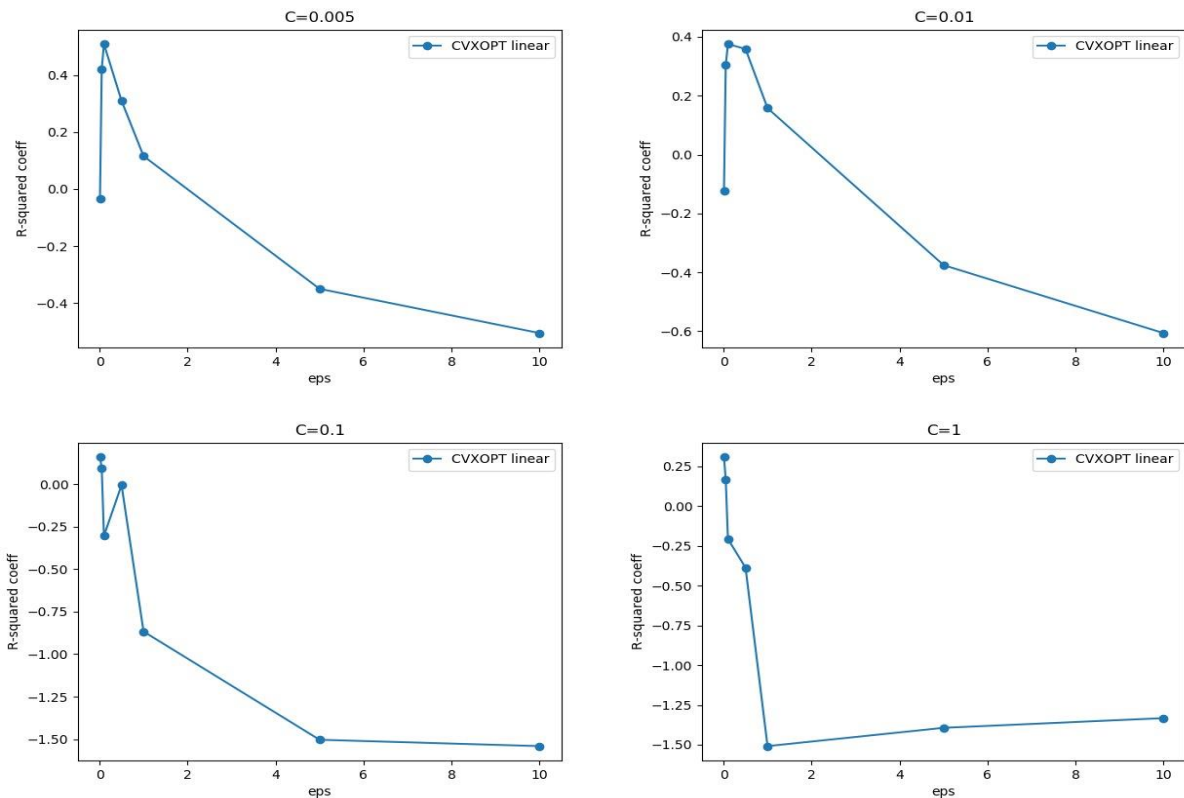 C=0.005
CVXOPT linear
R-squared coeff
0.4
0.2
0.0
−0.2
−0.4
0 2 4 6 8 10
eps
C=0.01
CVXOPT linear
R-squared coeff
0.4
0.2
0.0
−0.2
−0.4
−0.6
0 2 4 6 8 10
eps
C=0.1
CVXOPT linear
R-squared coeff
0.00
−0.25
−0.50
−0.75
−1.00
−1.25
−1.50
0 2 4 6 8 10
eps
C=1
CVXOPT linear
R-squared coeff
0.25
0.00
−0.25
−0.50
−0.75
−1.00
−1.25
−1.50
0 2 4 6 8 10
eps